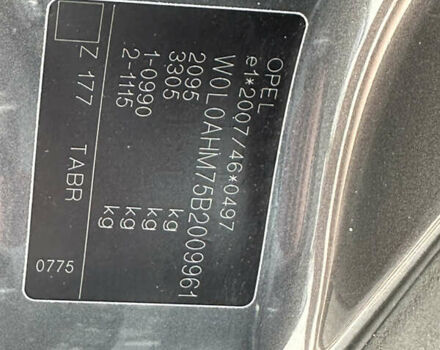 OPEL
e1*2007/46*0497
W0L0AHM75B2009961
2095 kg
3305 kg
1-0990 kg
2-1115 kg
Z 177 TABR
0775